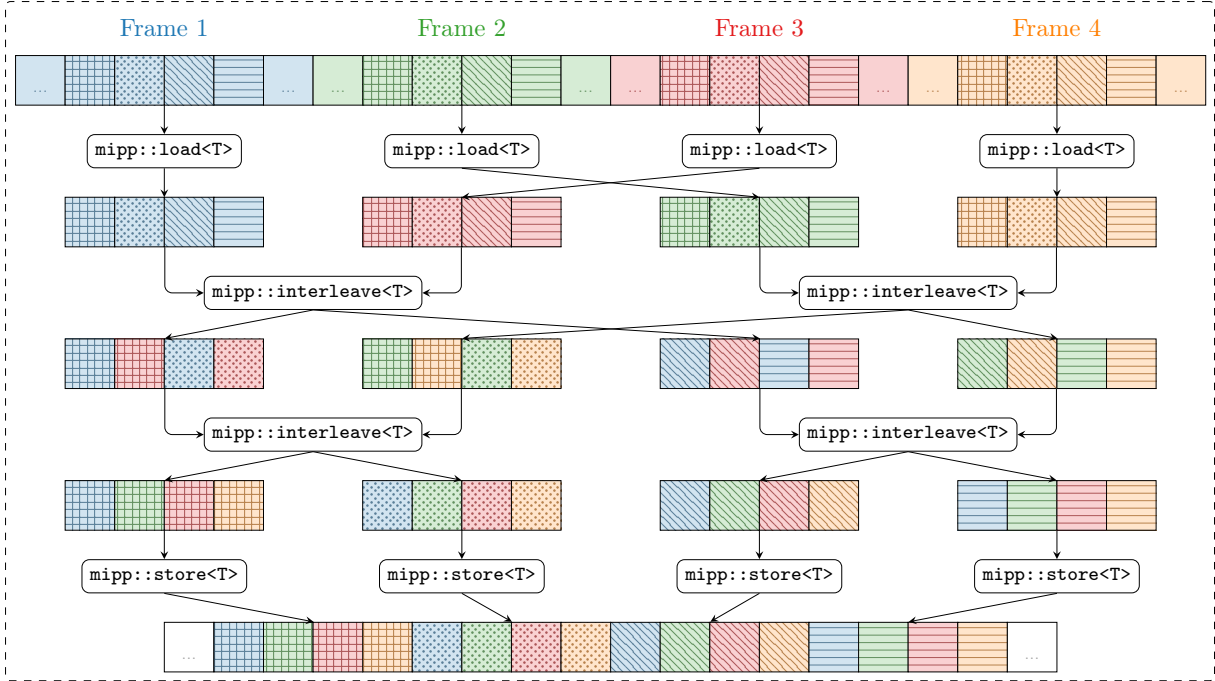 Frame 1 Frame 2 Frame 3 Frame 4
... ... ... ... ... ... ... ...
mipp::load<T> mipp::load<T> mipp::load<T> mipp::load<T>
mipp::interleave<T> mipp::interleave<T>
mipp::interleave<T> mipp::interleave<T>
mipp::store<T> mipp::store<T> mipp::store<T> mipp::store<T>
... ...